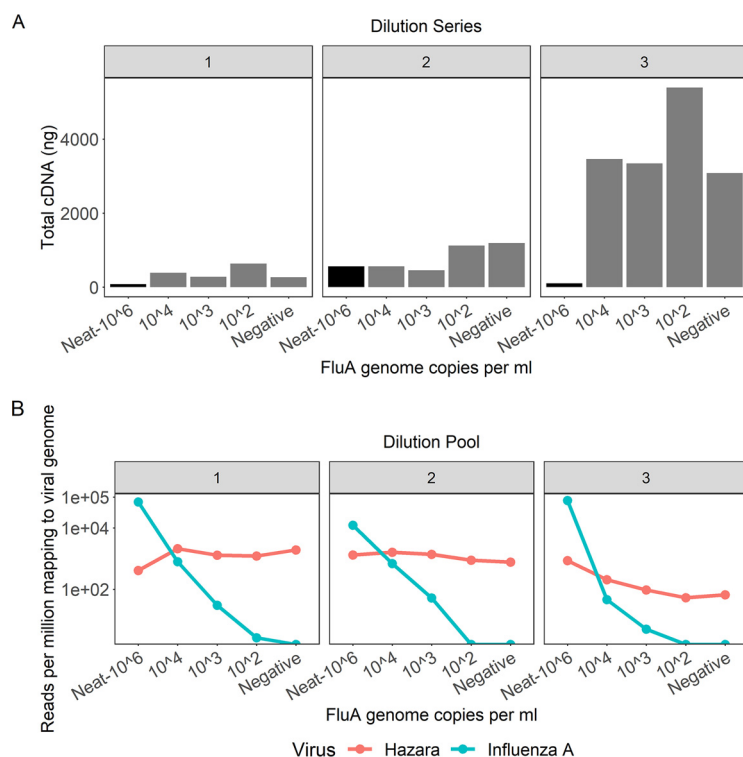 A
Dilution Series
1 2 3
Total cDNA (ng)
4000
2000
0
Neat-10^6 10^4 10^3 10^2 Negative Neat-10^6 10^4 10^3 10^2 Negative Neat-10^6 10^4 10^3 10^2 Negative
FluA genome copies per ml
B
Dilution Pool
1 2 3
Reads per million mapping to viral genome
1e+05
1e+04
1e+02
Neat-10^6 10^4 10^3 10^2 Negative Neat-10^6 10^4 10^3 10^2 Negative Neat-10^6 10^4 10^3 10^2 Negative
FluA genome copies per ml
Virus Hazara Influenza A